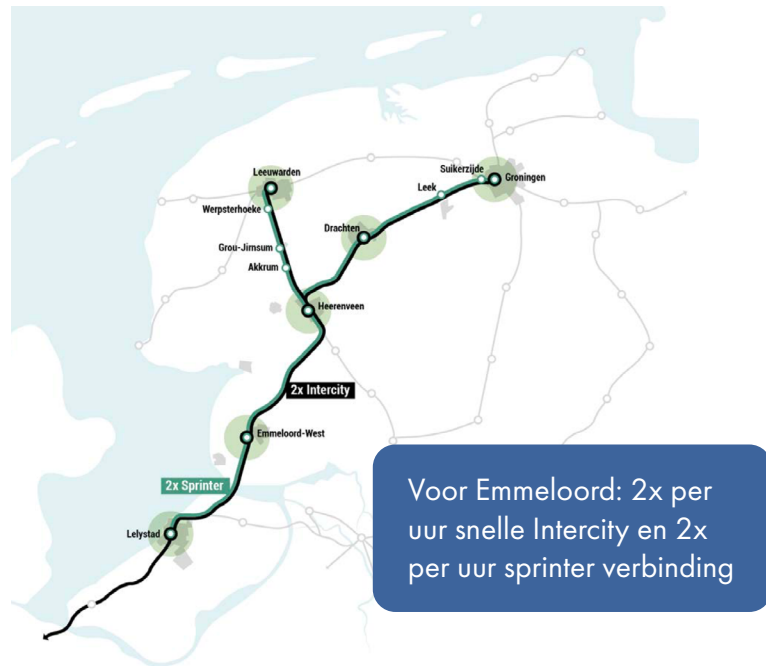 Leeuwarden
Suikerzijde
Groningen
Leek
Werpsterhoeke
Drachten
Grou-Jirnsum
Akkrum
Heerenveen
2x Intercity
Emmeloord-West
2x Sprinter
Lelystad
Voor Emmeloord: 2x per
uur snelle Intercity en 2x
per uur sprinter verbinding